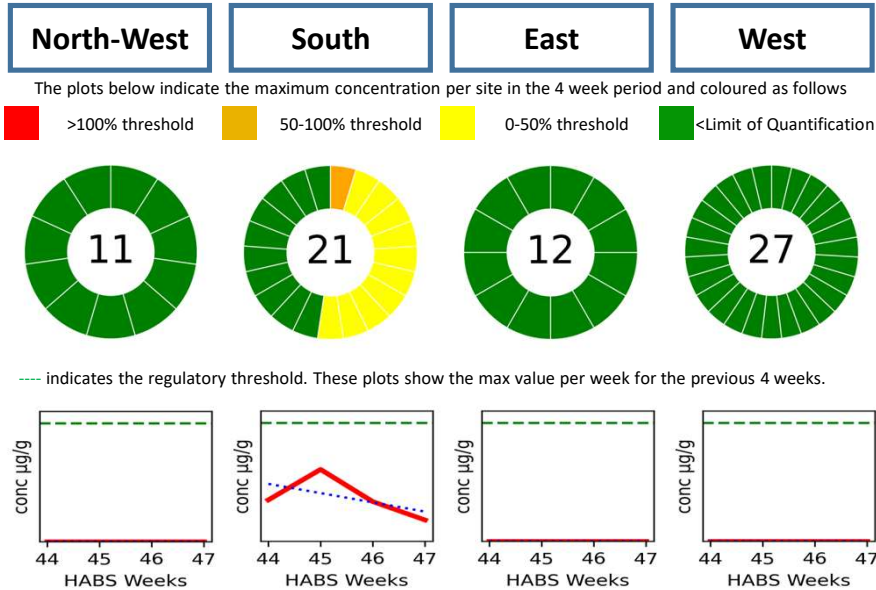 North-West South East West
The plots below indicate the maximum concentration per site in the 4 week period and coloured as follows
>100% threshold 50-100% threshold 0-50% threshold <Limit of Quantification
11 21 12 27
---- indicates the regulatory threshold. These plots show the max value per week for the previous 4 weeks.
conc µg/g conc µg/g conc µg/g conc µg/g
44 45 46 47 44 45 46 47 44 45 46 47 44 45 46 47
HABS Weeks HABS Weeks HABS Weeks HABS Weeks